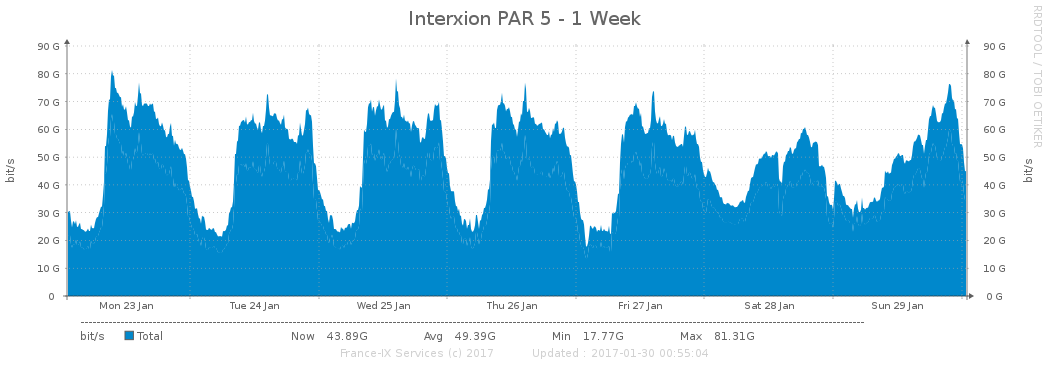 Interxion PAR 5 - 1 Week
RRDTOOL / TOBI OETIKER
90 G 90 G
80 G 80 G
70 G 70 G
60 G 60 G
50 G 50 G
40 G 40 G
30 G 30 G
20 G 20 G
10 G 10 G
0 0 G
bit/s
bit/s
Mon 23 Jan Tue 24 Jan Wed 25 Jan Thu 26 Jan Fri 27 Jan Sat 28 Jan Sun 29 Jan
bit/s Total Now 43.89G Avg 49.39G Min 17.77G Max 81.31G
France-IX Services (c) 2017 Updated : 2017-01-30 00:55:04